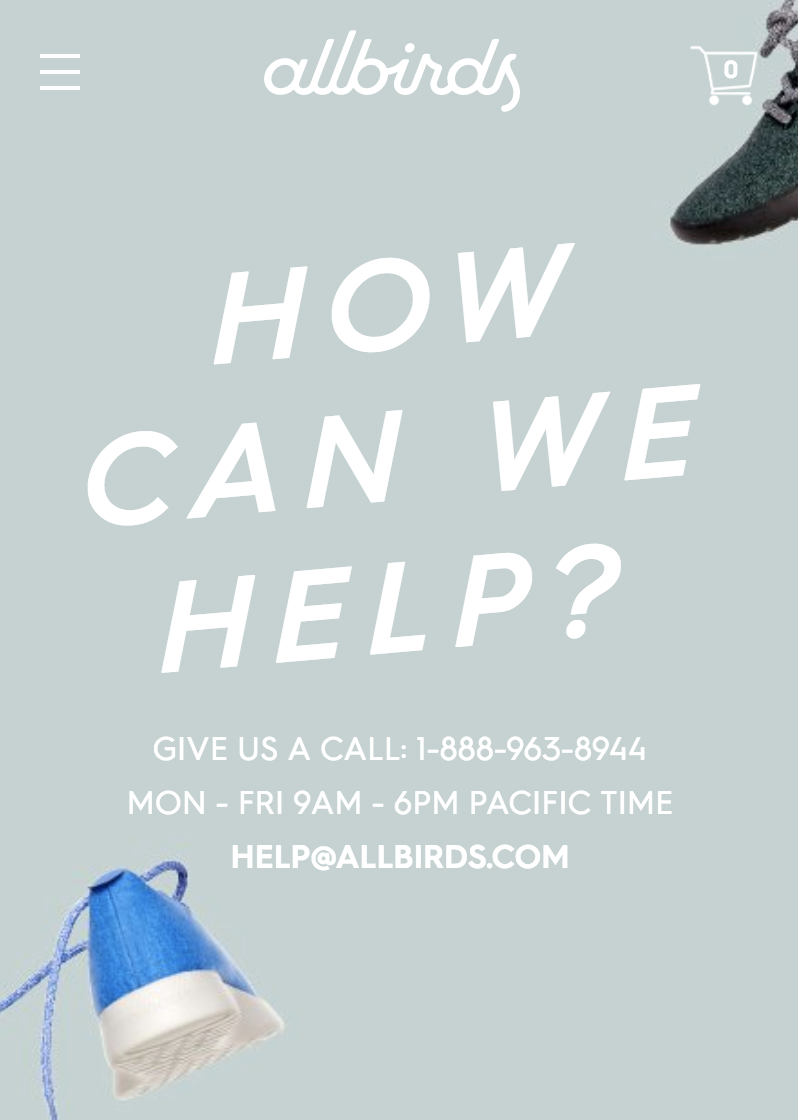 allbirds
0
HOW
CAN WE
HELP?
GIVE US A CALL: 1-888-963-8944
MON - FRI 9AM - 6PM PACIFIC TIME
HELP@ALLBIRDS.COM